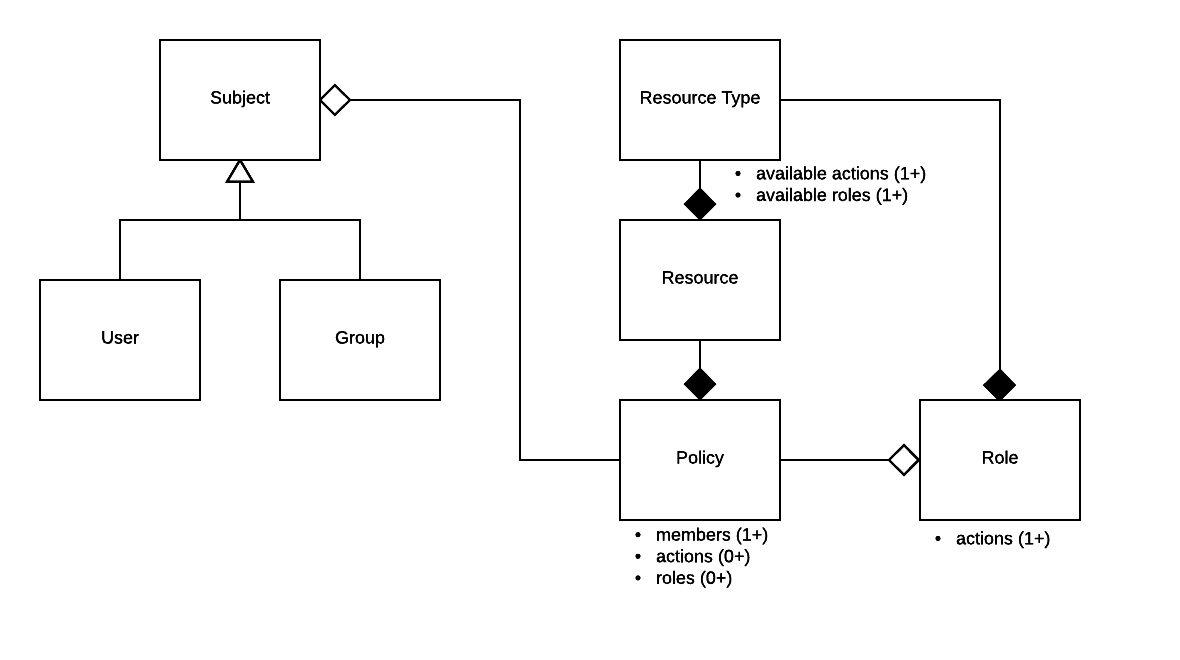 Subject
Resource Type
• available actions (1+)
• available roles (1+)
Resource
User
Group
Policy
Role
• members (1+)
• actions (0+)
• roles (0+)
• actions (1+)